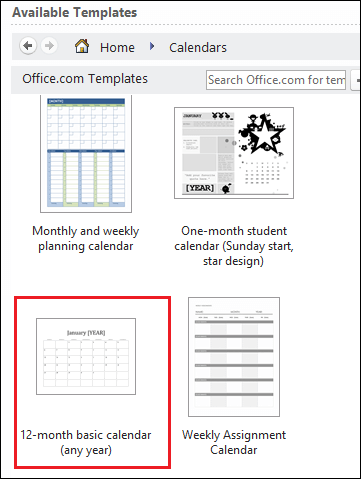 Available Templates
Home
Calendars
Office.com Templates
Search Office.com for tem
[MONTH]
[YEAR]
Monthly and weekly
planning calendar
One-month student
calendar (Sunday start,
star design)
January [YEAR]
12-month basic calendar
(any year)
Weekly Assignment
Calendar